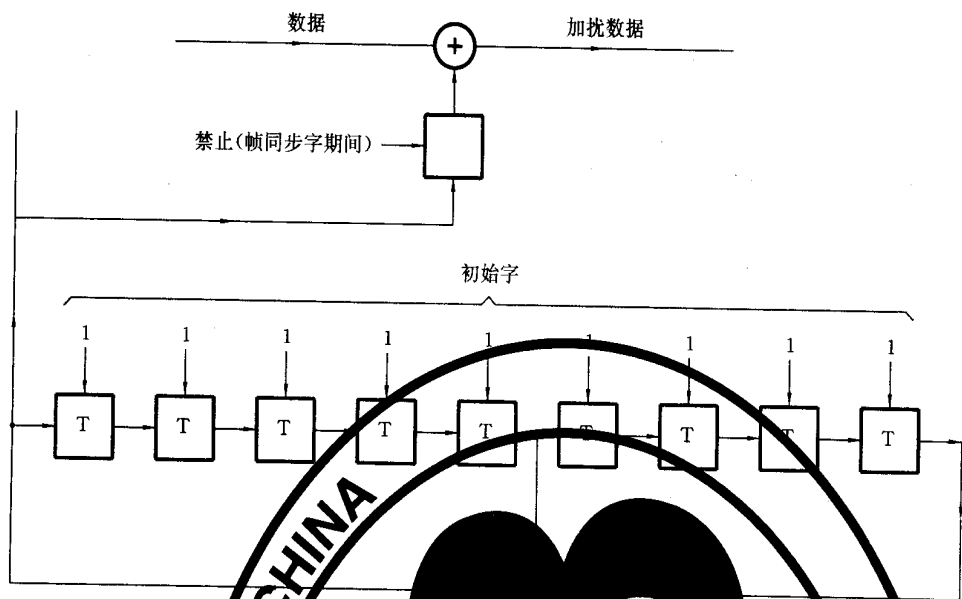 数据
加扰数据
+
禁止(帧同步字期间)
初始字
1 1 1 1 1 1 1 1 1
T T T T T T T T T
CHINA